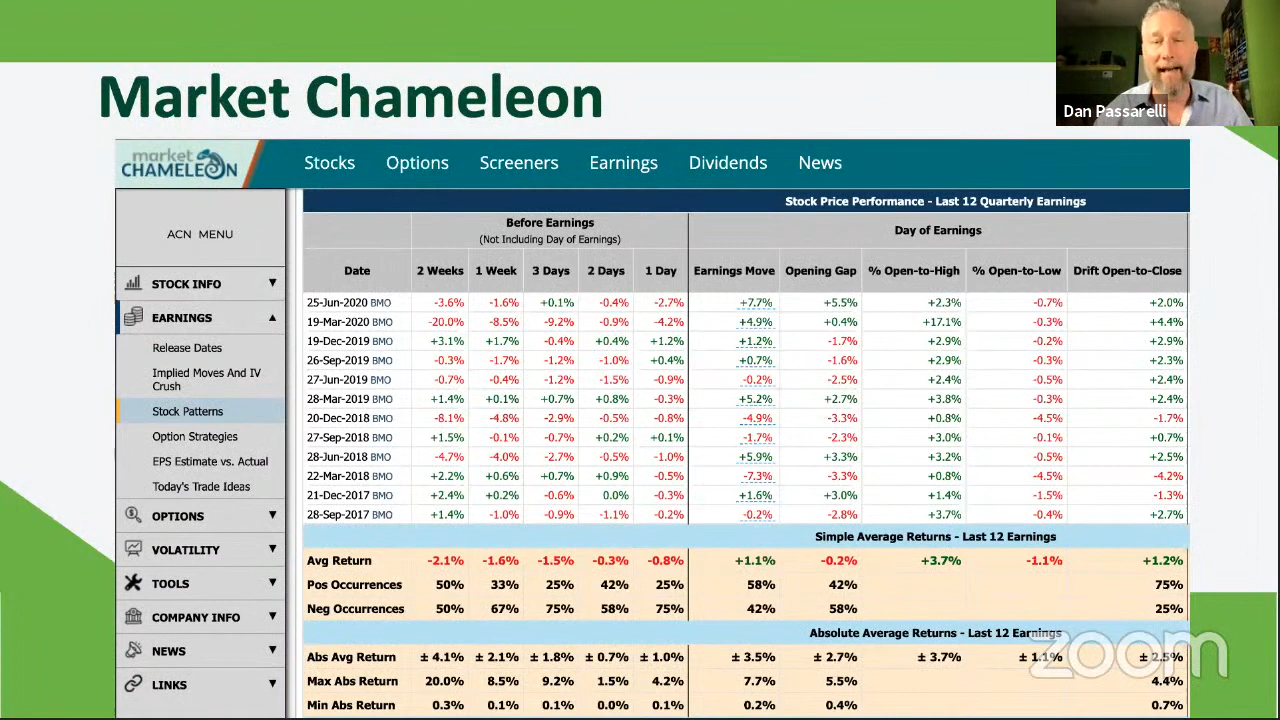 Dan Passarelli
Market Chameleon
market
CHAMELEON
Stocks Options Screeners Earnings Dividends News
ACN MENU
STOCK INFO
EARNINGS
Release Dates
Implied Moves And IV
Crush
Stock Patterns
Option Strategies
EPS Estimate vs. Actual
Today's Trade Ideas
OPTIONS
VOLATILITY
TOOLS
COMPANY INFO
NEWS
LINKS
Stock Price Performance - Last 12 Quarterly Earnings
Before Earnings
(Not Including Day of Earnings)
Day of Earnings
Date 2 Weeks 1 Week 3 Days 2 Days 1 Day Earnings Move Opening Gap % Open-to-High % Open-to-Low Drift Open-to-Close
25-Jun-2020 BMO -3.6% -1.6% +0.1% -0.4% -2.7% +7.7% +5.5% +2.3% -0.7% +2.0%
19-Mar-2020 BMO -20.0% -8.5% -9.2% -0.9% -4.2% +4.9% +0.4% +17.1% -0.3% +4.4%
19-Dec-2019 BMO +3.1% +1.7% -0.4% +0.4% +1.2% +1.2% -1.7% +2.9% -0.2% +2.9%
26-Sep-2019 BMO -0.3% -1.7% -1.2% -1.0% +0.4% +0.7% -1.6% +2.9% -0.3% +2.3%
27-Jun-2019 BMO -0.7% -0.4% -1.2% -1.5% -0.9% -0.2% -2.5% +2.4% -0.5% +2.4%
28-Mar-2019 BMO +1.4% +0.1% +0.7% +0.8% -0.3% +5.2% +2.7% +3.8% -0.3% +2.4%
20-Dec-2018 BMO -8.1% -4.8% -2.9% -0.5% -0.8% -4.9% -3.3% +0.8% -4.5% -1.7%
27-Sep-2018 BMO +1.5% -0.1% -0.7% +0.2% +0.1% -1.7% -2.3% +3.0% -0.1% +0.7%
28-Jun-2018 BMO -4.7% -4.0% -2.7% -0.5% -1.0% +5.9% +3.3% +3.2% -0.5% +2.5%
22-Mar-2018 BMO +2.2% +0.6% +0.7% +0.9% -0.5% -7.3% -3.3% +0.8% -4.5% -4.2%
21-Dec-2017 BMO +2.4% +0.2% -0.6% 0.0% -0.3% +1.6% +3.0% +1.4% -1.5% -1.3%
28-Sep-2017 BMO +1.4% -1.0% -0.9% -1.1% -0.2% -0.2% -2.8% +3.7% -0.4% +2.7%
Simple Average Returns - Last 12 Earnings
Avg Return -2.1% -1.6% -1.5% -0.3% -0.8% +1.1% -0.2% +3.7% -1.1% +1.2%
Pos Occurrences 50% 33% 25% 42% 25% 58% 42% 75%
Neg Occurrences 50% 67% 75% 58% 75% 42% 58% 25%
Absolute Average Returns - Last 12 Earnings
Abs Avg Return ± 4.1% ± 2.1% ± 1.8% ± 0.7% ± 1.0% ± 3.5% ± 2.7% ± 3.7% ± 1.1% ± 2.5%
Max Abs Return 20.0% 8.5% 9.2% 1.5% 4.2% 7.7% 5.5% 4.4%
Min Abs Return 0.3% 0.1% 0.1% 0.0% 0.1% 0.2% 0.4% 0.7%
zoom